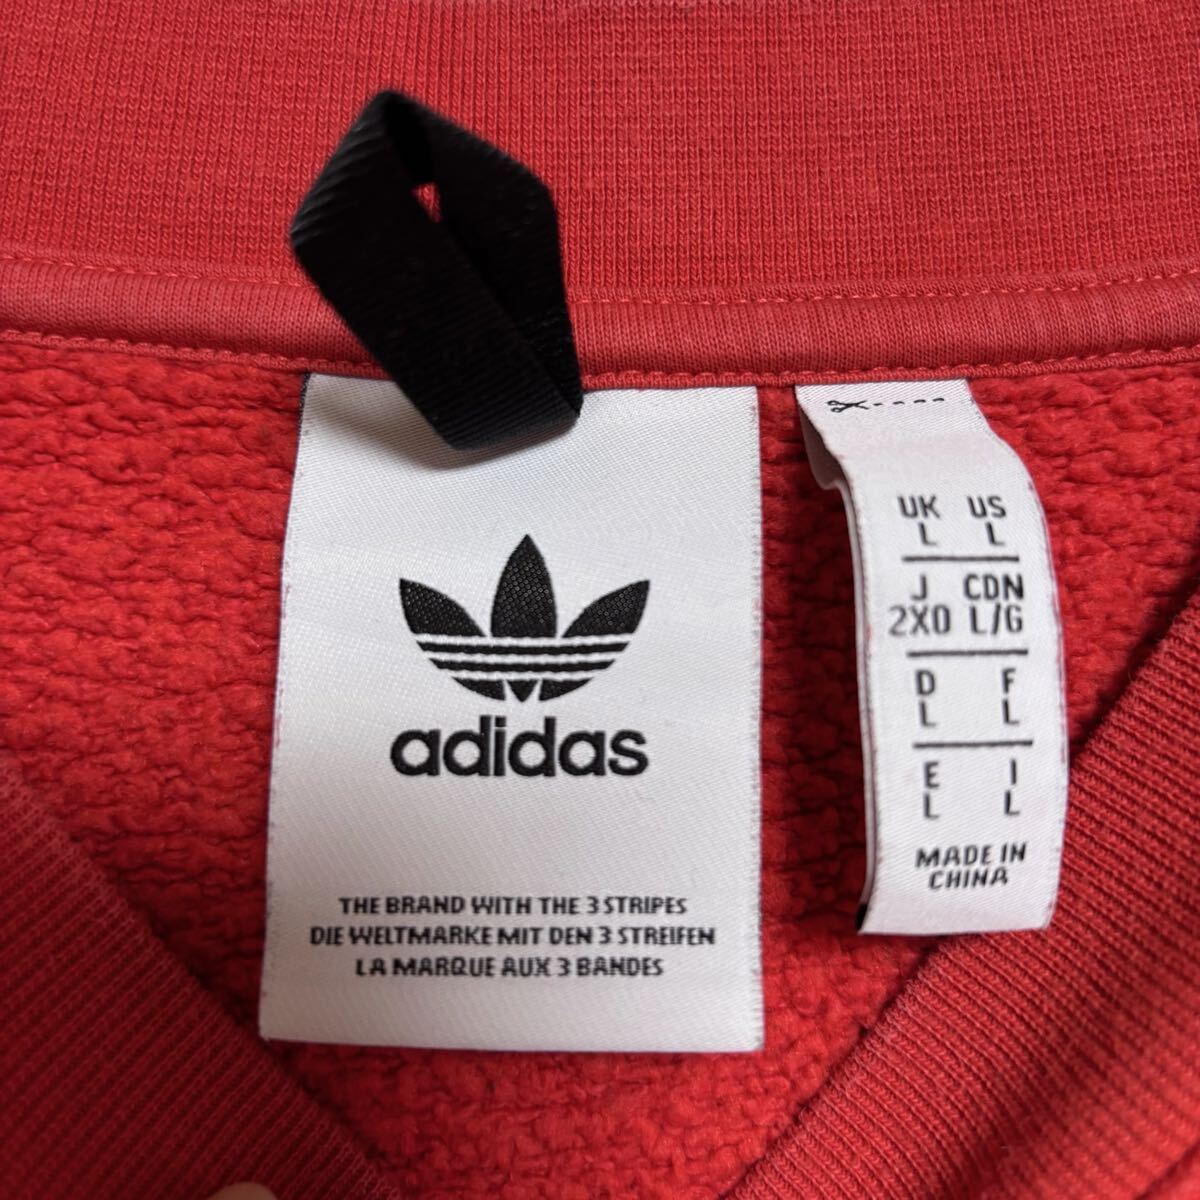 adidas
THE BRAND WITH THE 3 STRIPES
DIE WELTMARKE MIT DEN 3 STREIFEN
LA MARQUE AUX 3 BANDES
UK US
L L
J CDN
2XO L/G
D F
L L
E I
L L
MADE IN
CHINA